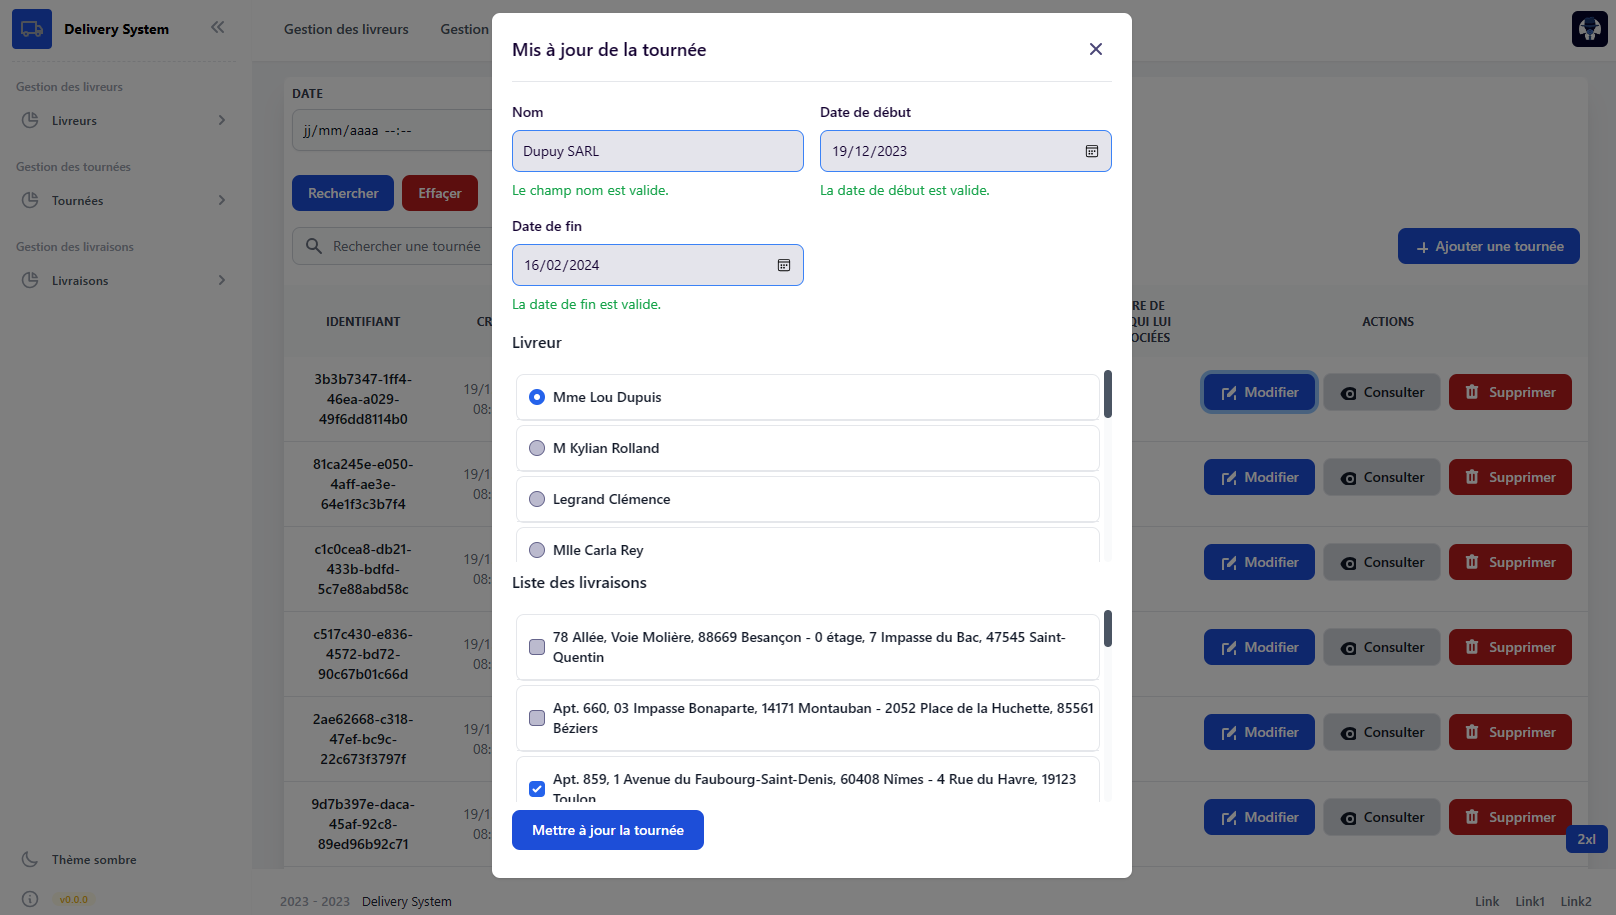 Delivery System
Gestion des livreurs
Livreurs
Gestion des tournées
Tournées
Gestion des livraisons
Livraisons
Thème sombre
v0.0.0
Gestion des livreurs
Gestion
DATE
jj/mm/aaaa --:--
Rechercher
Effaçer
Rechercher une tournée
Ajouter une tournée
Mis à jour de la tournée
Nom
Date de début
Dupuy SARL
19/12/2023
Le champ nom est valide.
La date de début est valide.
Date de fin
16/02/2024
La date de fin est valide.
Livreur
Mme Lou Dupuis
M Kylian Rolland
Legrand Clémence
Mlle Carla Rey
Liste des livraisons
78 Allée, Voie Molière, 88669 Besançon - 0 étage, 7 Impasse du Bac, 47545 Saint-
Quentin
Apt. 660, 03 Impasse Bonaparte, 14171 Montauban - 2052 Place de la Huchette, 85561
Béziers
Apt. 859, 1 Avenue du Faubourg-Saint-Denis, 60408 Nîmes - 4 Rue du Havre, 19123
Toulon
Mettre à jour la tournée
IDENTIFIANT
CR
RE DE
QUI LUI
OCIÉES
ACTIONS
3b3b7347-1ff4-
46ea-a029-
49f6dd8114b0
19/1
08:
Modifier
Consulter
Supprimer
81ca245e-e050-
4aff-ae3e-
64e1f3c3b7f4
19/1
08:
Modifier
Consulter
Supprimer
c1c0cea8-db21-
433b-bdfd-
5c7e88abd58c
19/1
08:
Modifier
Consulter
Supprimer
c517c430-e836-
4572-bd72-
90c67b01c66d
19/1
08:
Modifier
Consulter
Supprimer
2ae62668-c318-
47ef-bc9c-
22c673f3797f
19/1
08:
Modifier
Consulter
Supprimer
9d7b397e-daca-
45af-92c8-
89ed96b92c71
19/1
08:
Modifier
Consulter
Supprimer
2xl
2023 - 2023 Delivery System
Link Link1 Link2